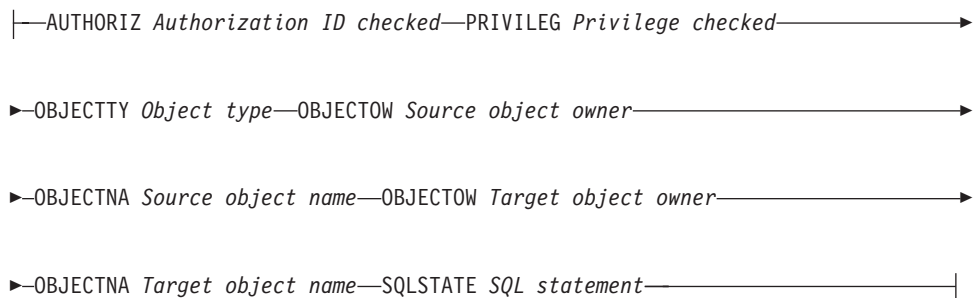 AUTHORIZ Authorization ID checked PRIVILEG Privilege checked
OBJECTTY Object type OBJECTOW Source object owner
OBJECTNA Source object name OBJECTOW Target object owner
OBJECTNA Target object name SQLSTATE SQL statement